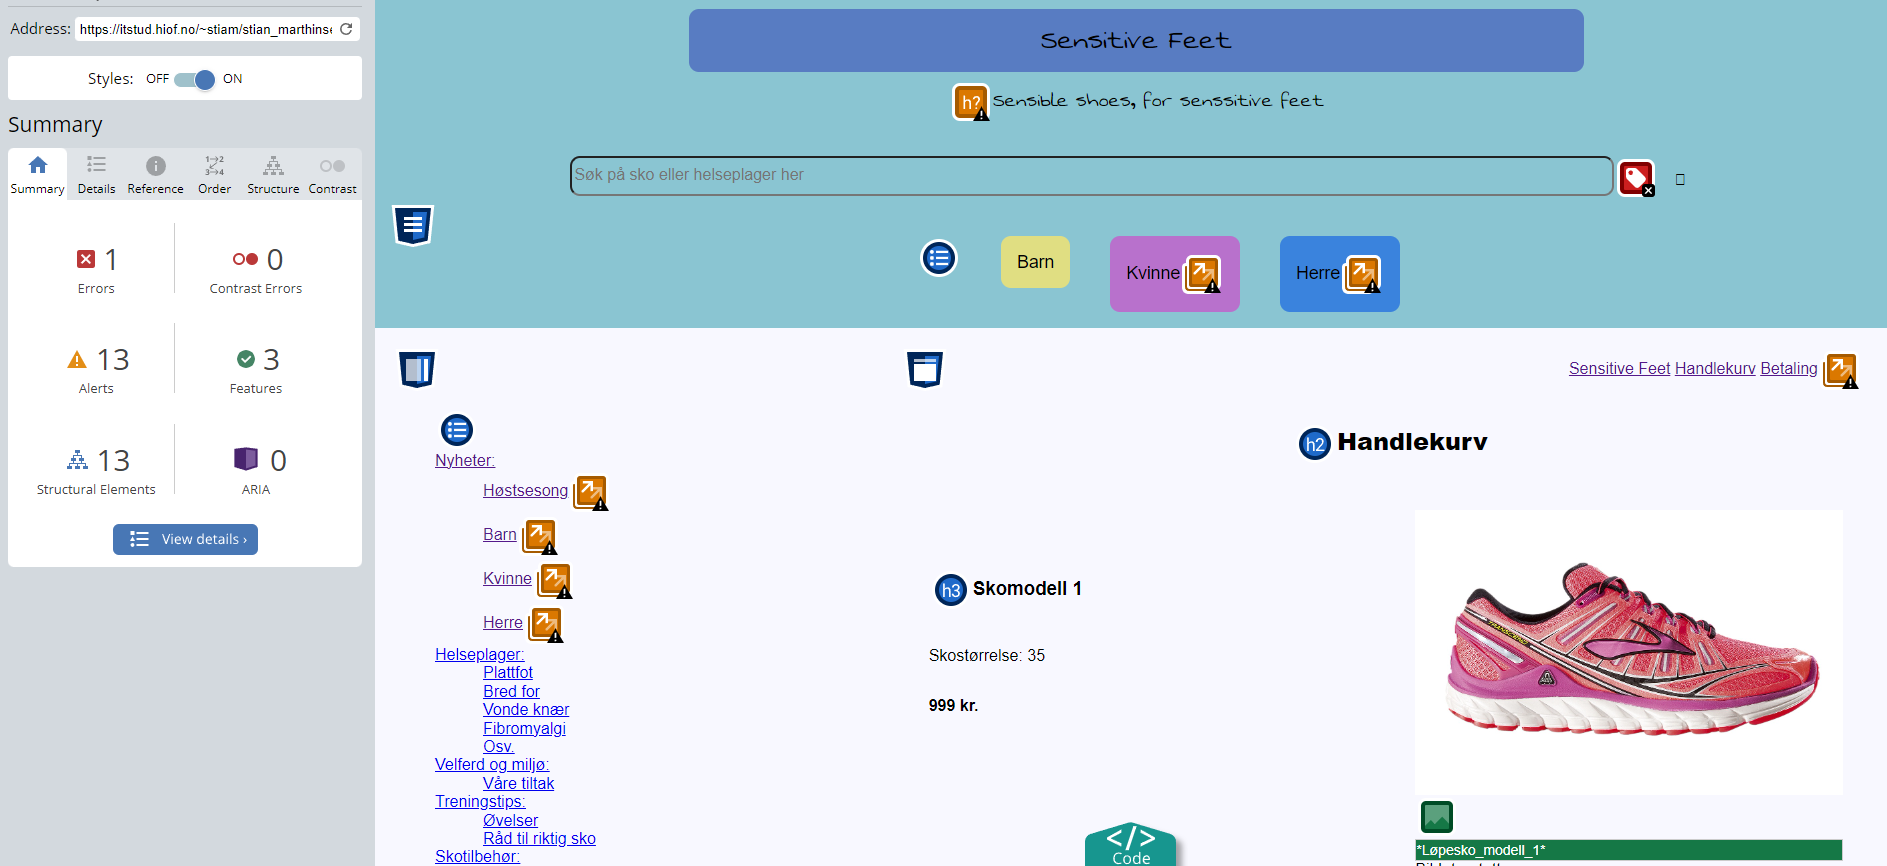 Address: https://itstud.hiof.no/~stiam/stian_marthins
Styles: OFF ON
Summary
Summary Details Reference Order Structure Contrast
1 Errors
0 Contrast Errors
13 Alerts
3 Features
13 Structural Elements
0 ARIA
View details ›
Sensitive Feet
h? Sensible shoes, for senssitive feet
Søk på sko eller helseplager her
Barn
Kvinne
Herre
Sensitive Feet Handlekurv Betaling
Nyheter:
Høstsesong
Barn
Kvinne
Herre
Helseplager:
Plattfot
Bred for
Vonde knær
Fibromyalgi
Osv.
Velferd og miljø:
Våre tiltak
Treningstips:
Øvelser
Råd til riktig sko
Skotilbehør:
h2 Handlekurv
h3 Skomodell 1
Skostørrelse: 35
999 kr.
*Løpesko_modell_1*
</> Code